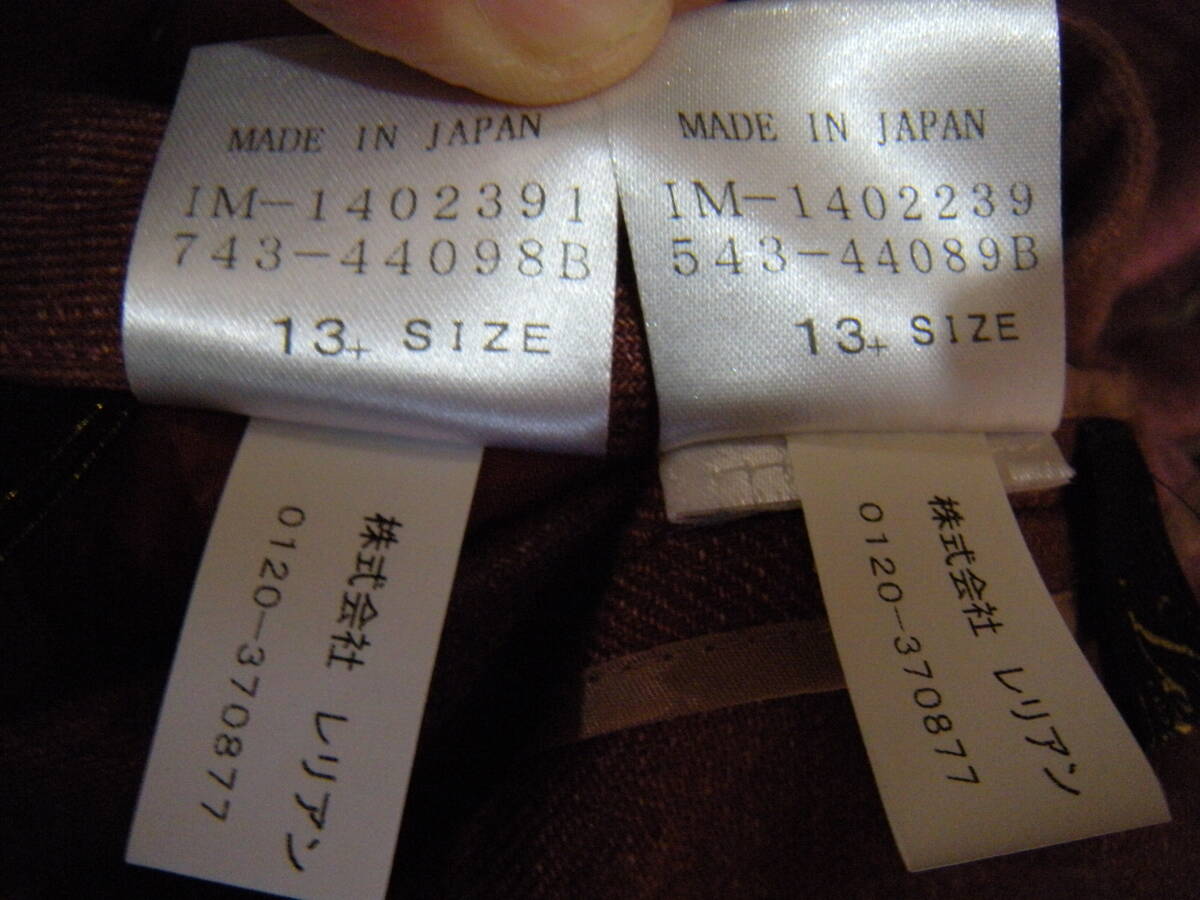 MADE IN JAPAN
IM-1402391
743-44098B
13+ SIZE
株式会社 レリアン
0120-370877
MADE IN JAPAN
IM-1402239
543-44089B
13+ SIZE
株式会社 レリアン
0120-370877